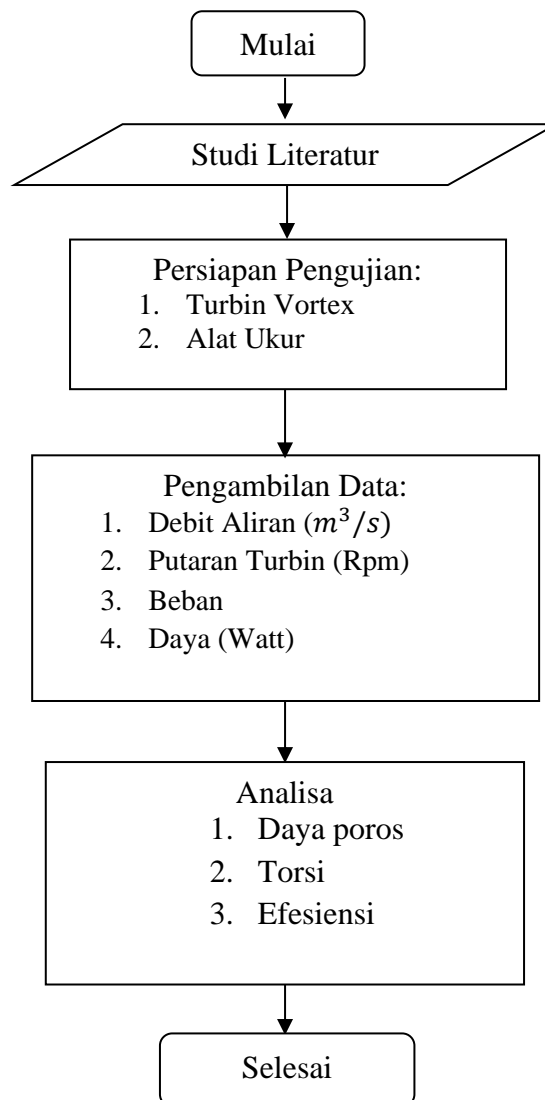 Mulai
Studi Literatur
Persiapan Pengujian:
1. Turbin Vortex
2. Alat Ukur
Pengambilan Data:
1. Debit Aliran (𝑚³/𝑠)
2. Putaran Turbin (Rpm)
3. Beban
4. Daya (Watt)
Analisa
1. Daya poros
2. Torsi
3. Efesiensi
Selesai